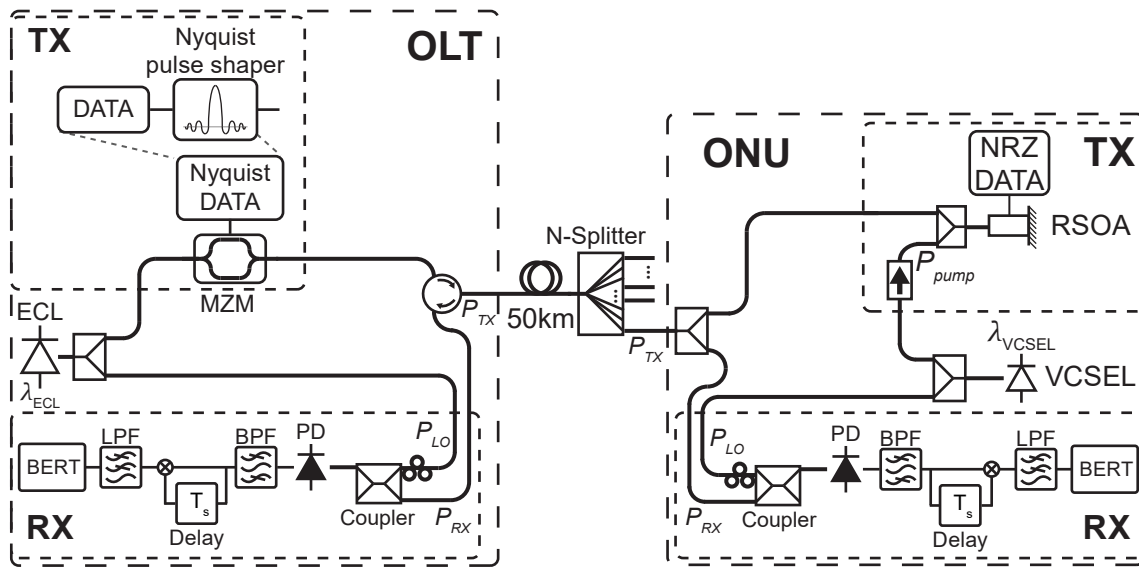 TX
Nyquist
pulse shaper
OLT
DATA
Nyquist
DATA
MZM
ECL
λECL
PTX
50km
N-Splitter
PTX
LPF
BPF
PD
PLO
BERT
Ts
Delay
Coupler
PRX
RX
ONU
TX
NRZ
DATA
RSOA
Ppump
λVCSEL
VCSEL
PLO
PD
BPF
LPF
BERT
PRX
Coupler
Ts
Delay
RX